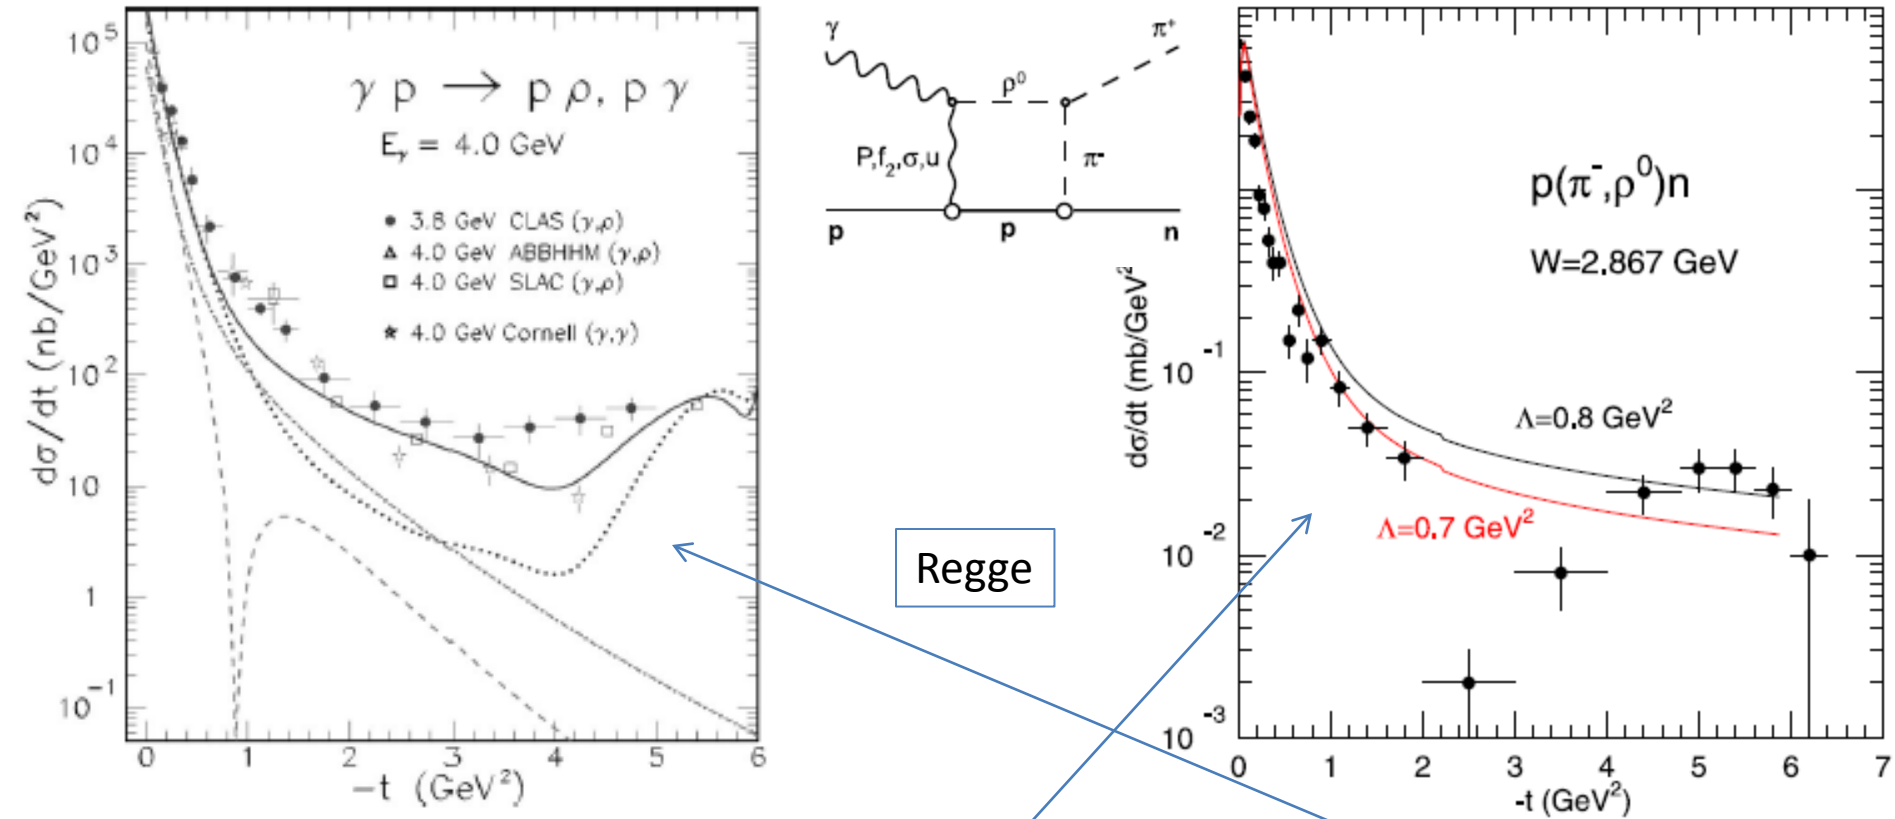 γ p → p ρ, p γ
Eγ = 4.0 GeV
● 3.8 GeV CLAS (γ,ρ)
△ 4.0 GeV ABBHHM (γ,ρ)
□ 4.0 GeV SLAC (γ,ρ)
☆ 4.0 GeV Cornell (γ,γ)
dσ/dt (nb/GeV²)
10⁵
10⁴
10³
10²
10
1
10⁻¹
0 1 2 3 4 5 6
-t (GeV²)
γ
π⁺
ρ⁰
P,f₂,σ,u
π⁻
p
p
n
Regge
p(π⁻,ρ⁰)n
W=2.867 GeV
Λ=0.8 GeV²
Λ=0.7 GeV²
dσ/dt (mb/GeV²
10⁻¹
10⁻²
10⁻³
0 1 2 3 4 5 6 7
-t (GeV²)